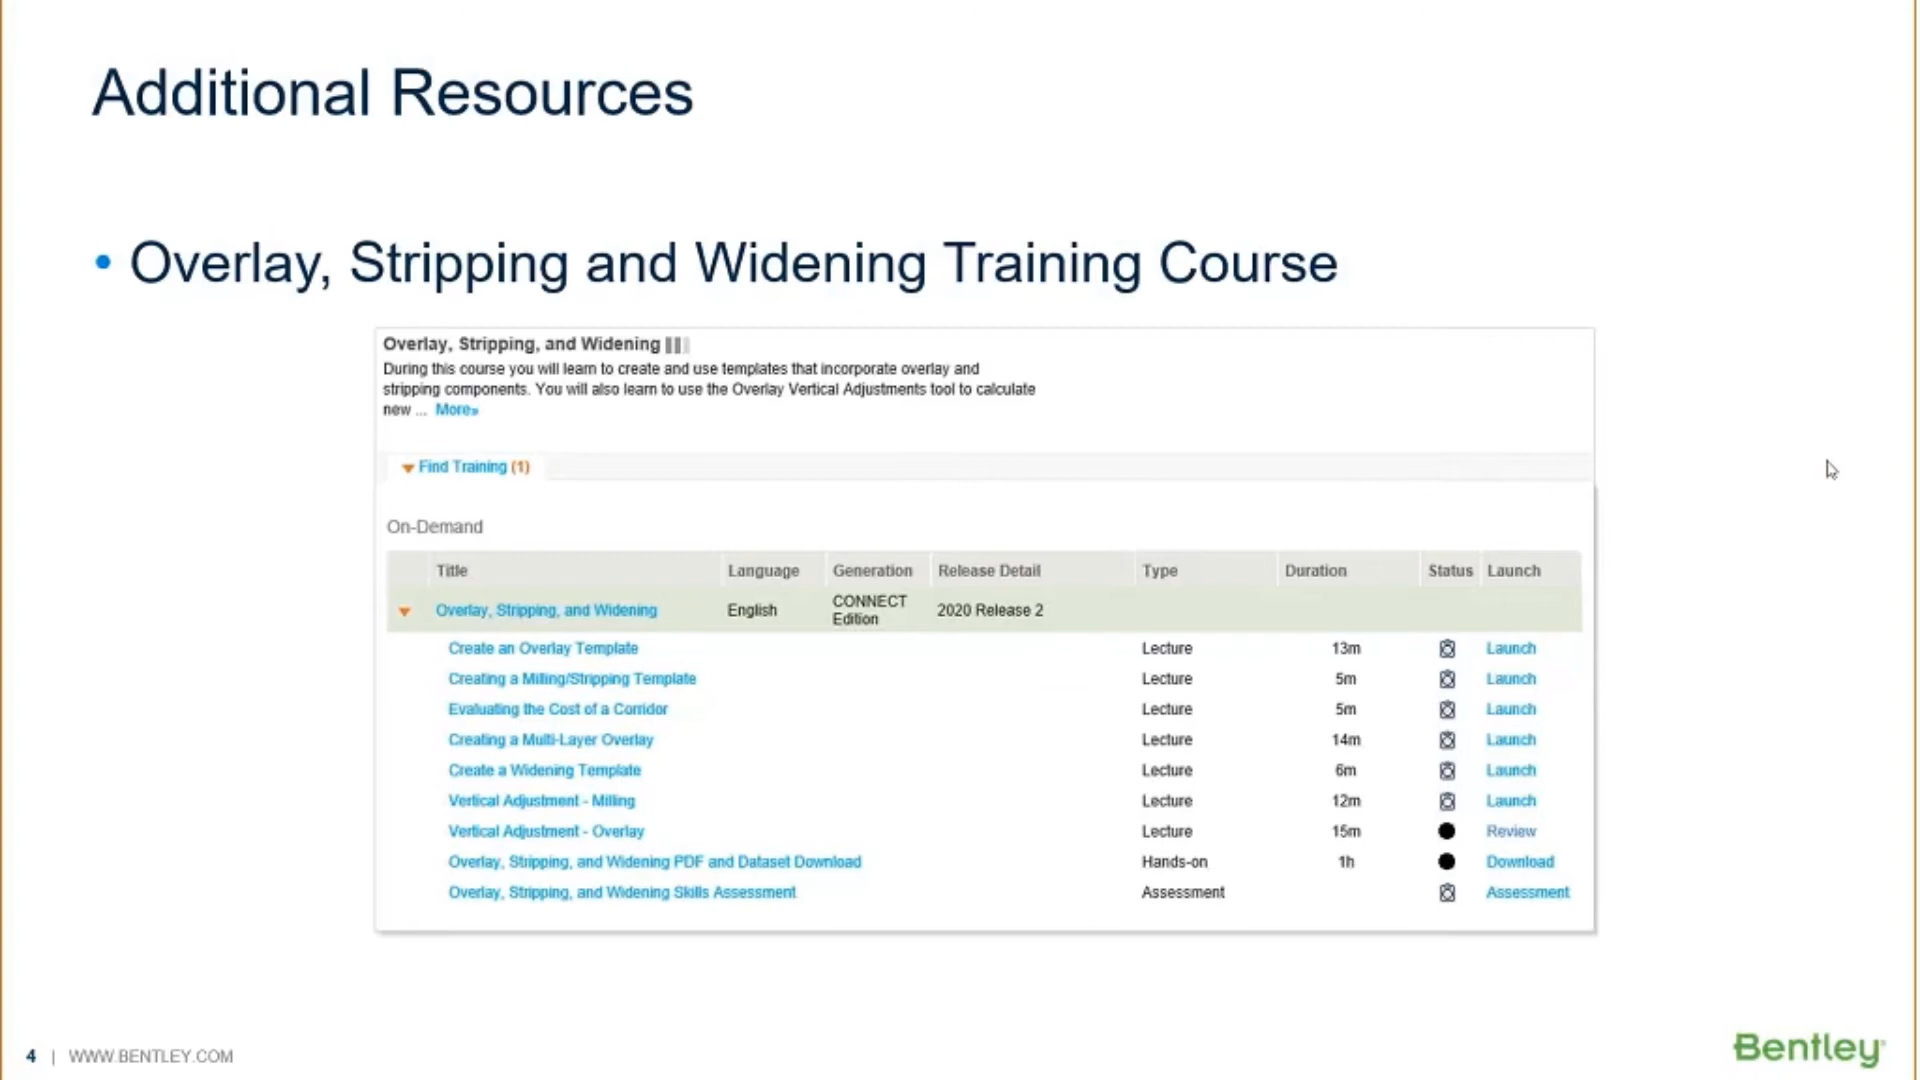 Additional Resources
• Overlay, Stripping and Widening Training Course
Overlay, Stripping, and Widening
During this course you will learn to create and use templates that incorporate overlay and
stripping components. You will also learn to use the Overlay Vertical Adjustments tool to calculate
new ... More»
Find Training (1)
On-Demand
Title Language Generation Release Detail Type Duration Status Launch
Overlay, Stripping, and Widening English CONNECT Edition 2020 Release 2
Create an Overlay Template Lecture 13m Launch
Creating a Milling/Stripping Template Lecture 5m Launch
Evaluating the Cost of a Corridor Lecture 5m Launch
Creating a Multi-Layer Overlay Lecture 14m Launch
Create a Widening Template Lecture 6m Launch
Vertical Adjustment - Milling Lecture 12m Launch
Vertical Adjustment - Overlay Lecture 15m Review
Overlay, Stripping, and Widening PDF and Dataset Download Hands-on 1h Download
Overlay, Stripping, and Widening Skills Assessment Assessment Assessment
4 | WWW.BENTLEY.COM
Bentley